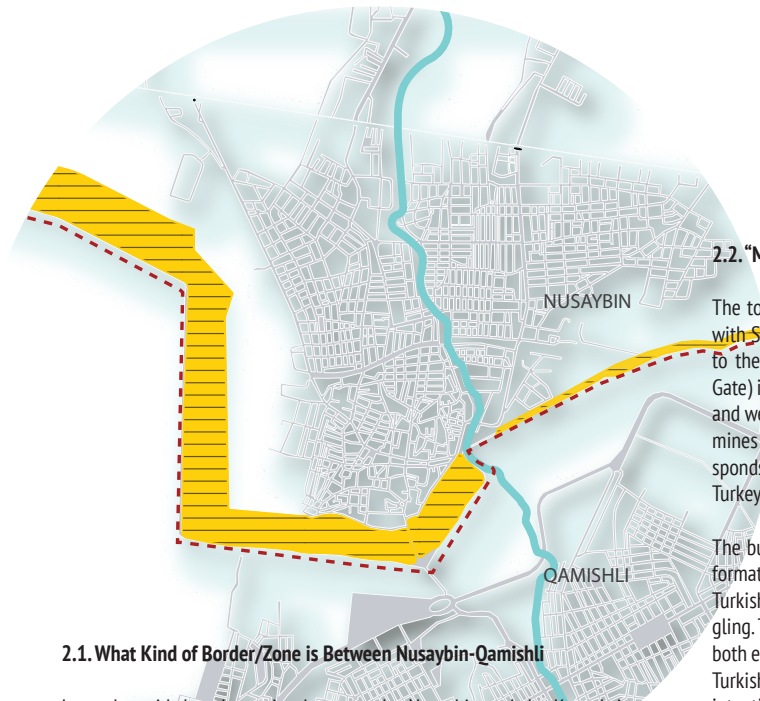 NUSAYBIN
QAMISHLI
2.1. What Kind of Border/Zone is Between Nusaybin-Qamishli
2.2. “
The to
with S
to the
Gate) i
and we
mines
sponds
Turkey
The bu
format
Turkish
gling. T
both e
Turkish